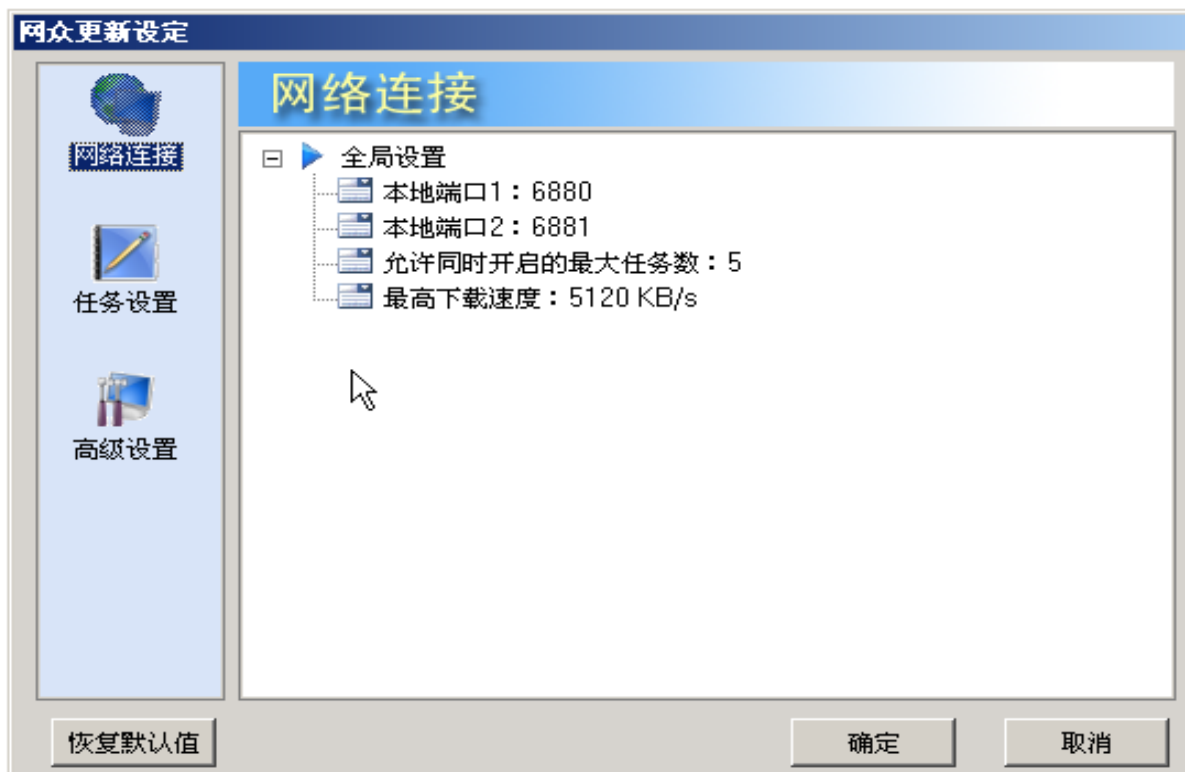 网众更新设定
网络连接
网络连接
任务设置
高级设置
全局设置
本地端口1：6880
本地端口2：6881
允许同时开启的最大任务数：5
最高下载速度：5120 KB/s
恢复默认值
确定
取消